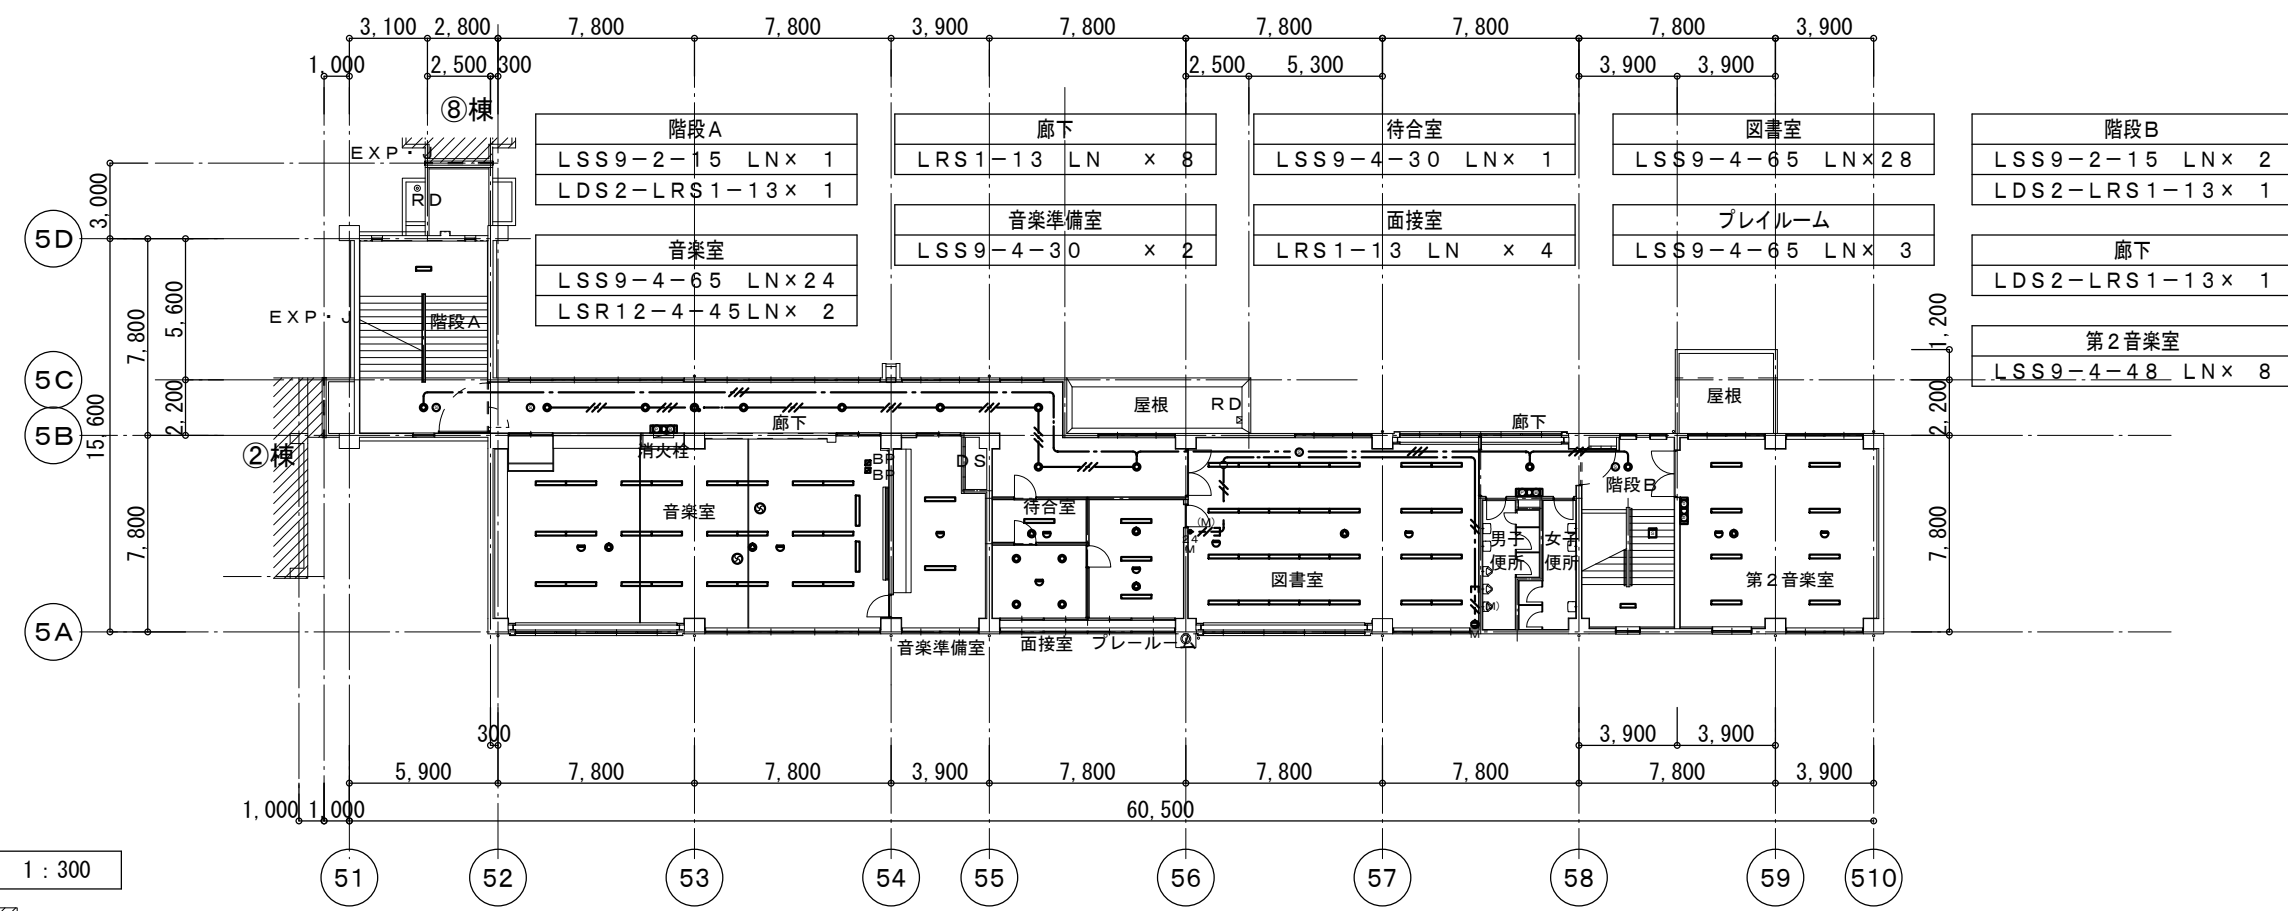 3,100 2,800 7,800 7,800 3,900 7,800 7,800 7,800 7,800 3,900
1,000 2,500 300 2,500 5,300 3,900 3,900
⑧棟
階段A
LSS9-2-15 LN× 1
LDS2-LRS1-13× 1
音楽室
LSS9-4-65 LN×24
LSR12-4-45LN× 2
廊下
LRS1-13 LN × 8
音楽準備室
LSS9-4-30 × 2
待合室
LSS9-4-30 LN× 1
面接室
LRS1-13 LN × 4
図書室
LSS9-4-65 LN×28
プレイルーム
LSS9-4-65 LN× 3
階段B
LSS9-2-15 LN× 2
LDS2-LRS1-13× 1
廊下
LDS2-LRS1-13× 1
第2音楽室
LSS9-4-48 LN× 8
EXP・J
RD
3,000
5D
5,600
7,800
EXP・J
階段A
1,200
5C
2,200
15,600
屋根 RD
屋根
2,200
5B
廊下
廊下
②棟
消火栓
BP
BP
DS
階段B
音楽室
待合室
(M)
24
M
男子
便所
女子
便所
7,800
7,800
図書室
第2音楽室
(M)
5A
M
音楽準備室 面接室 プレールーム
300 3,900 3,900
5,900 7,800 7,800 3,900 7,800 7,800 7,800 7,800 3,900
1,000 1,000 60,500
1:300
51 52 53 54 55 56 57 58 59 510